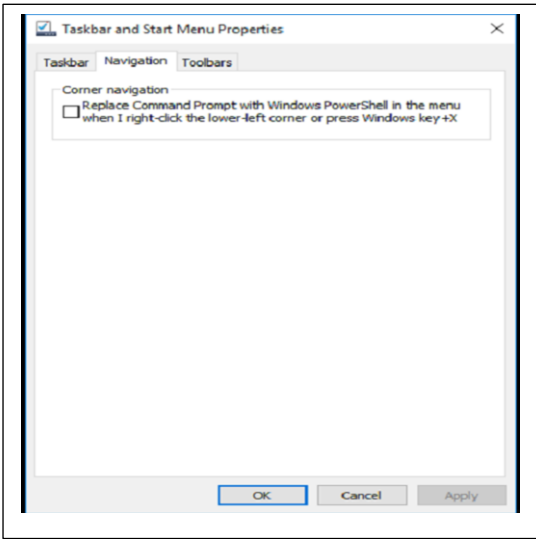 Taskbar and Start Menu Properties
Taskbar Navigation Toolbars
Corner navigation
Replace Command Prompt with Windows PowerShell in the menu
when I right-click the lower-left corner or press Windows key+X
OK Cancel Apply